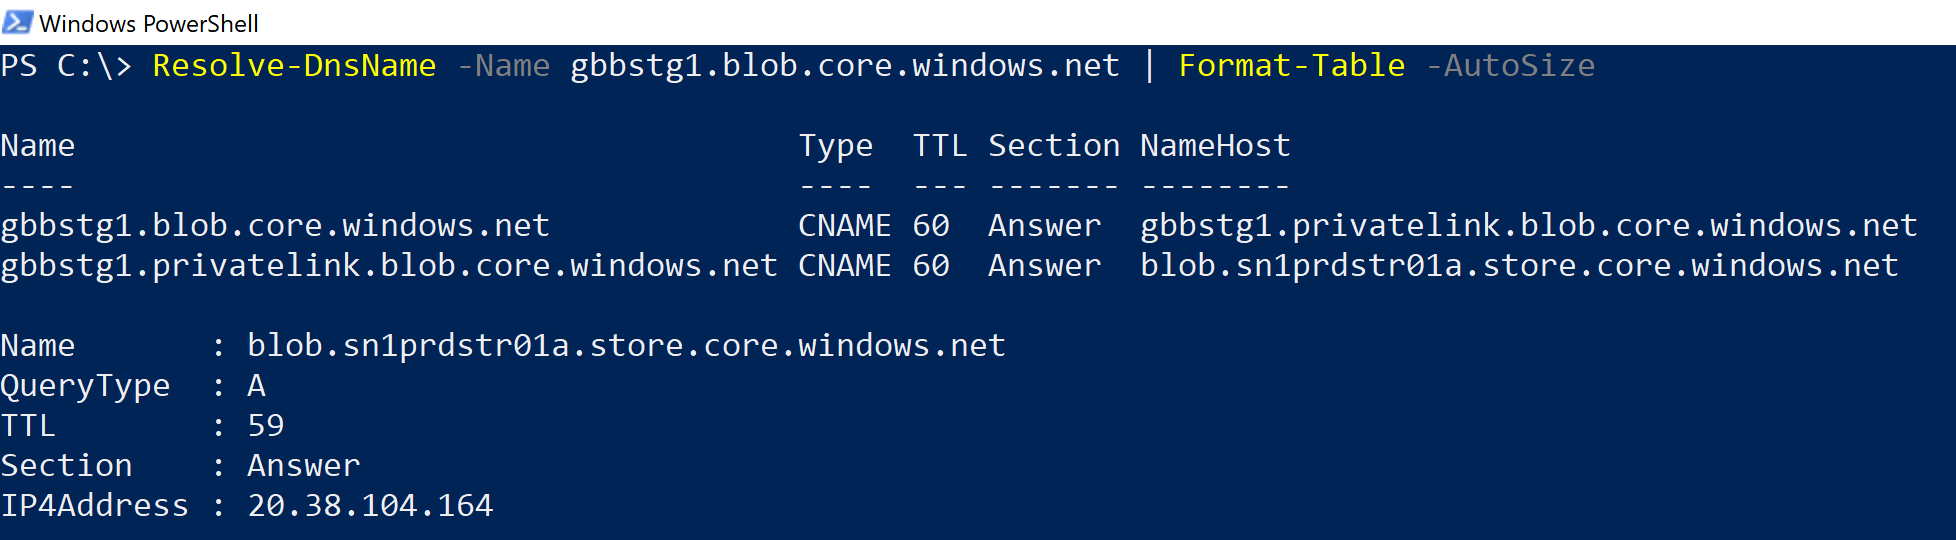 Windows PowerShell
PS C:\> Resolve-DnsName -Name gbbstg1.blob.core.windows.net | Format-Table -AutoSize
Name Type TTL Section NameHost
---- ---- --- ------- --------
gbbstg1.blob.core.windows.net CNAME 60 Answer gbbstg1.privatelink.blob.core.windows.net
gbbstg1.privatelink.blob.core.windows.net CNAME 60 Answer blob.sn1prdstr01a.store.core.windows.net
Name : blob.sn1prdstr01a.store.core.windows.net
QueryType : A
TTL : 59
Section : Answer
IP4Address : 20.38.104.164